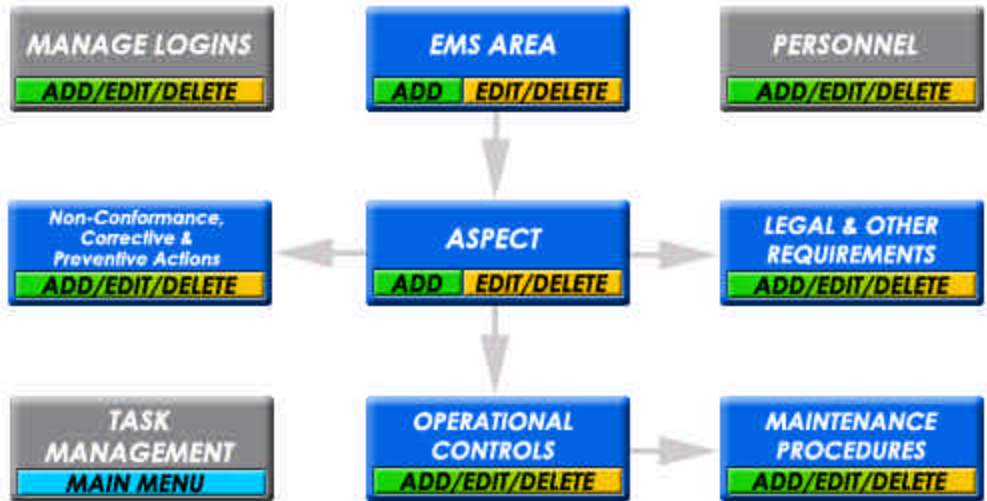 MANAGE LOGINS
ADD/EDIT/DELETE
EMS AREA
ADD EDIT/DELETE
PERSONNEL
ADD/EDIT/DELETE
Non-Conformance,
Corrective &
Preventive Actions
ADD/EDIT/DELETE
ASPECT
ADD EDIT/DELETE
LEGAL & OTHER
REQUIREMENTS
ADD/EDIT/DELETE
TASK
MANAGEMENT
MAIN MENU
OPERATIONAL
CONTROLS
ADD/EDIT/DELETE
MAINTENANCE
PROCEDURES
ADD/EDIT/DELETE